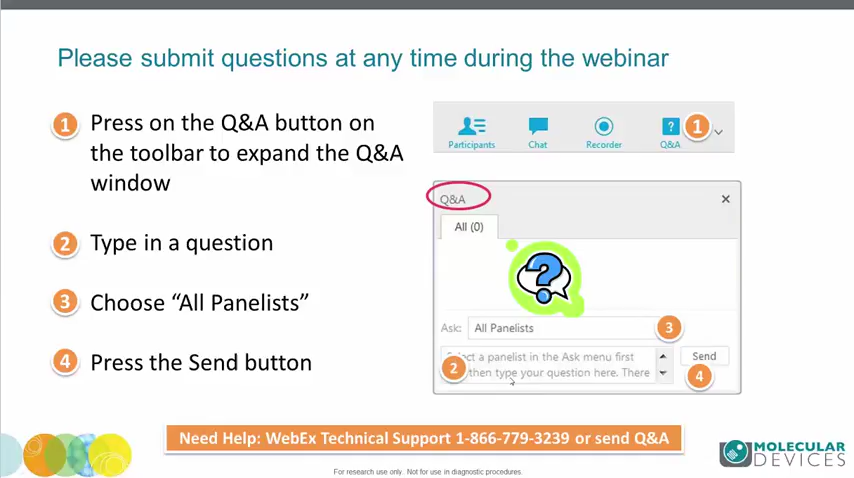 Please submit questions at any time during the webinar
1 Press on the Q&A button on
the toolbar to expand the Q&A
window
2 Type in a question
3 Choose “All Panelists”
4 Press the Send button
Participants Chat Recorder Q&A 1
Q&A
All (0)
?
Ask: All Panelists 3
a panelist in the Ask menu first
2 then type your question here. There
Send
4
Need Help: WebEx Technical Support 1-866-779-3239 or send Q&A
MOLECULAR
DEVICES
For research use only. Not for use in diagnostic procedures.